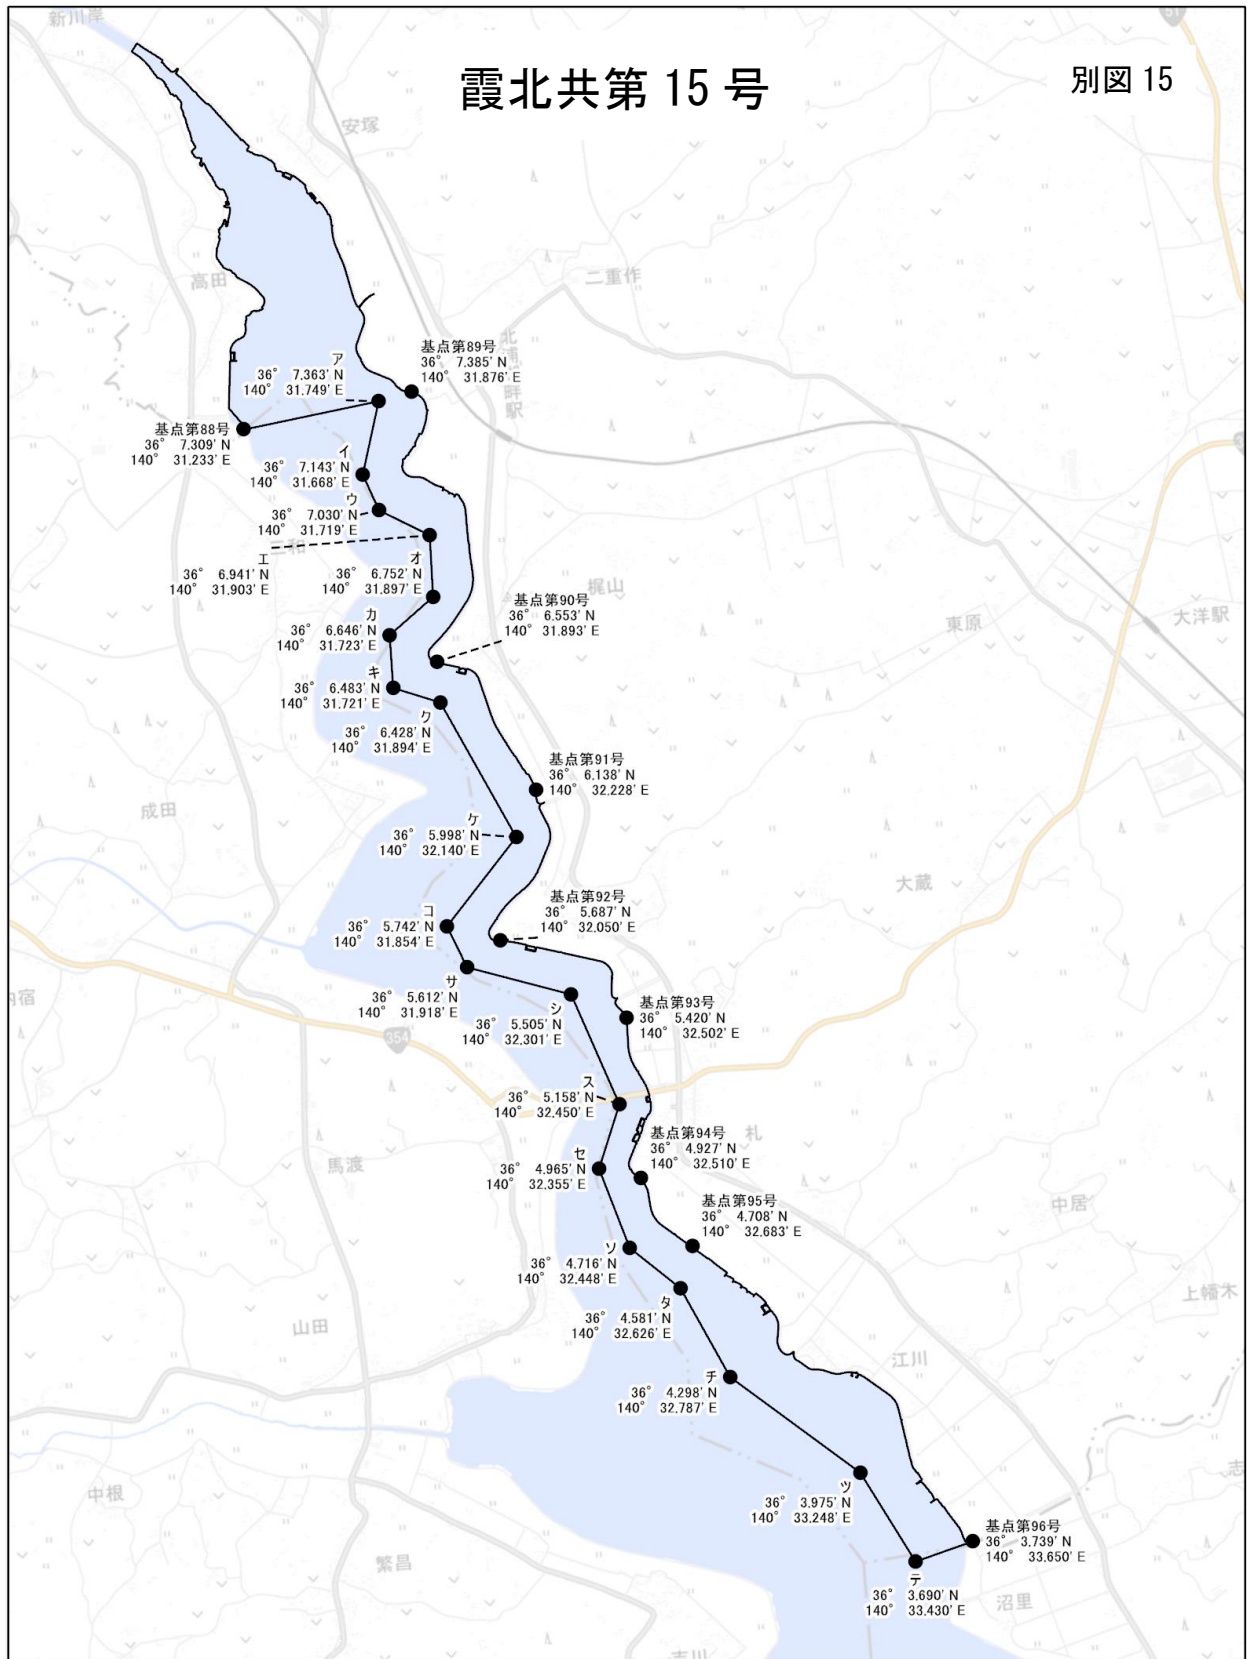 新川岸
51
霞北共第 15 号
別図 15
安塚
高田
二重作
ア
36° 7.363' N
140° 31.749' E
基点第89号
36° 7.385' N
140° 31.876' E
基点第88号
36° 7.309' N
140° 31.233' E
イ
36° 7.143' N
140° 31.668' E
ウ
36° 7.030' N
140° 31.719' E
エ
36° 6.941' N
140° 31.903' E
オ
36° 6.752' N
140° 31.897' E
梶山
基点第90号
36° 6.553' N
140° 31.893' E
東原
大洋駅
カ
36° 6.646' N
140° 31.723' E
キ
36° 6.483' N
140° 31.721' E
ク
36° 6.428' N
140° 31.894' E
基点第91号
36° 6.138' N
140° 32.228' E
成田
ケ
36° 5.998' N
140° 32.140' E
大蔵
基点第92号
36° 5.687' N
140° 32.050' E
コ
36° 5.742' N
140° 31.854' E
サ
36° 5.612' N
140° 31.918' E
シ
36° 5.505' N
140° 32.301' E
基点第93号
36° 5.420' N
140° 32.502' E
354
ス
36° 5.158' N
140° 32.450' E
基点第94号
36° 4.927' N
140° 32.510' E
札
馬渡
セ
36° 4.965' N
140° 32.355' E
基点第95号
36° 4.708' N
140° 32.683' E
中居
ソ
36° 4.716' N
140° 32.448' E
上幡木
タ
36° 4.581' N
140° 32.626' E
山田
江川
チ
36° 4.298' N
140° 32.787' E
中根
ツ
36° 3.975' N
140° 33.248' E
志
基点第96号
36° 3.739' N
140° 33.650' E
繁昌
テ
36° 3.690' N
140° 33.430' E
沼里